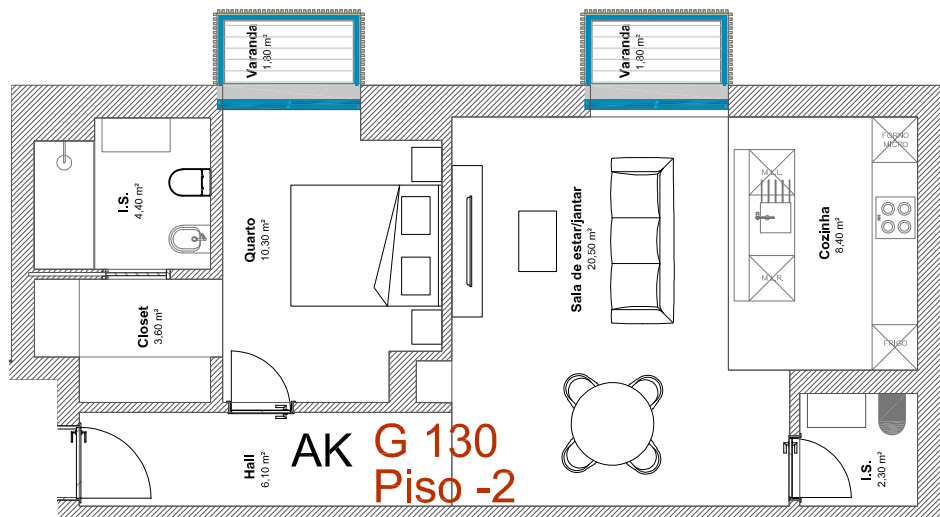 Varanda
1,80 m²
Varanda
1,80 m²
FORNO
MICRO
I.S.
4,40 m²
Quarto
10,30 m²
Sala de estar/jantar
20,50 m²
M.L.L.
M.L.R.
Cozinha
8,40 m²
Closet
3,60 m²
FRIGO
Hall
6,10 m²
AK
G 130
Piso -2
I.S.
2,30 m²